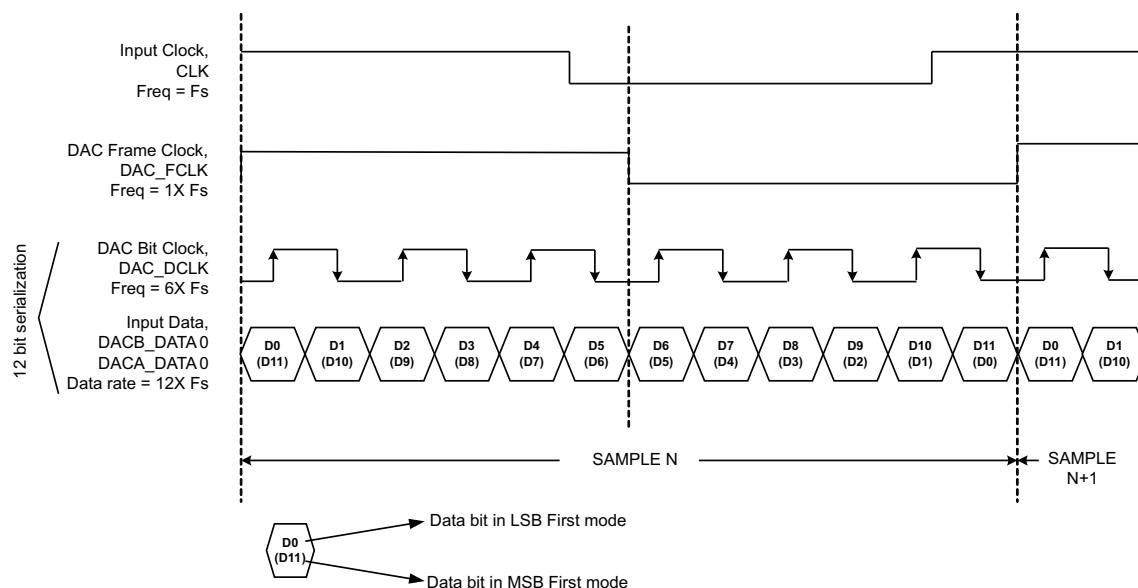 Input Clock,
CLK
Freq = Fs
DAC Frame Clock,
DAC_FCLK
Freq = 1X Fs
12 bit serialization
DAC Bit Clock,
DAC_DCLK
Freq = 6X Fs
Input Data,
DACB_DATA0
DACA_DATA0
Data rate = 12X Fs
D0 D1 D2 D3 D4 D5 D6 D7 D8 D9 D10 D11 D0 D1
(D11) (D10) (D9) (D8) (D7) (D6) (D5) (D4) (D3) (D2) (D1) (D0) (D11) (D10)
SAMPLE N
SAMPLE
N+1
D0
(D11)
Data bit in LSB First mode
Data bit in MSB First mode